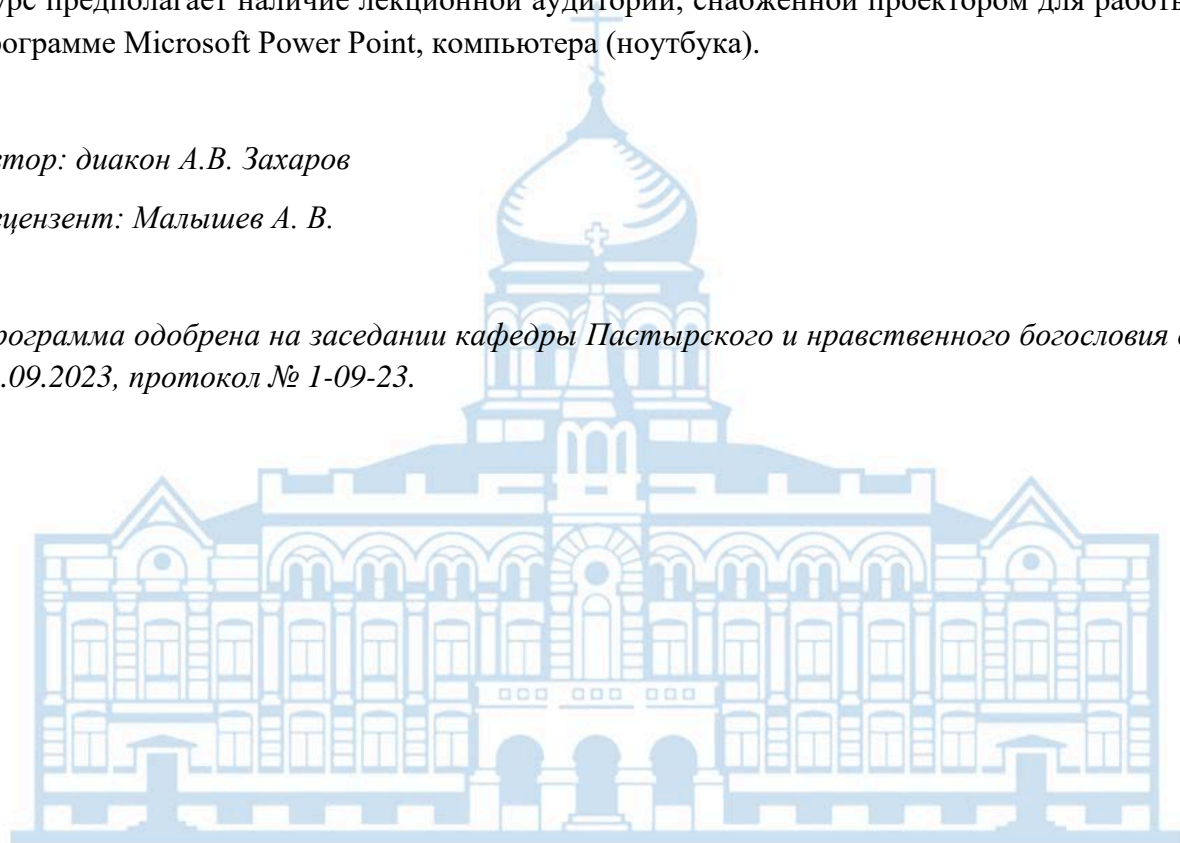 урс предполагает наличие лекционной аудитории, снабженной проектором для работы
рограмме Microsoft Power Point, компьютера (ноутбука).
втор: диакон А.В. Захаров
ецензент: Малышев А. В.
рограмма одобрена на заседании кафедры Пастырского и нравственного богословия о
.09.2023, протокол № 1-09-23.